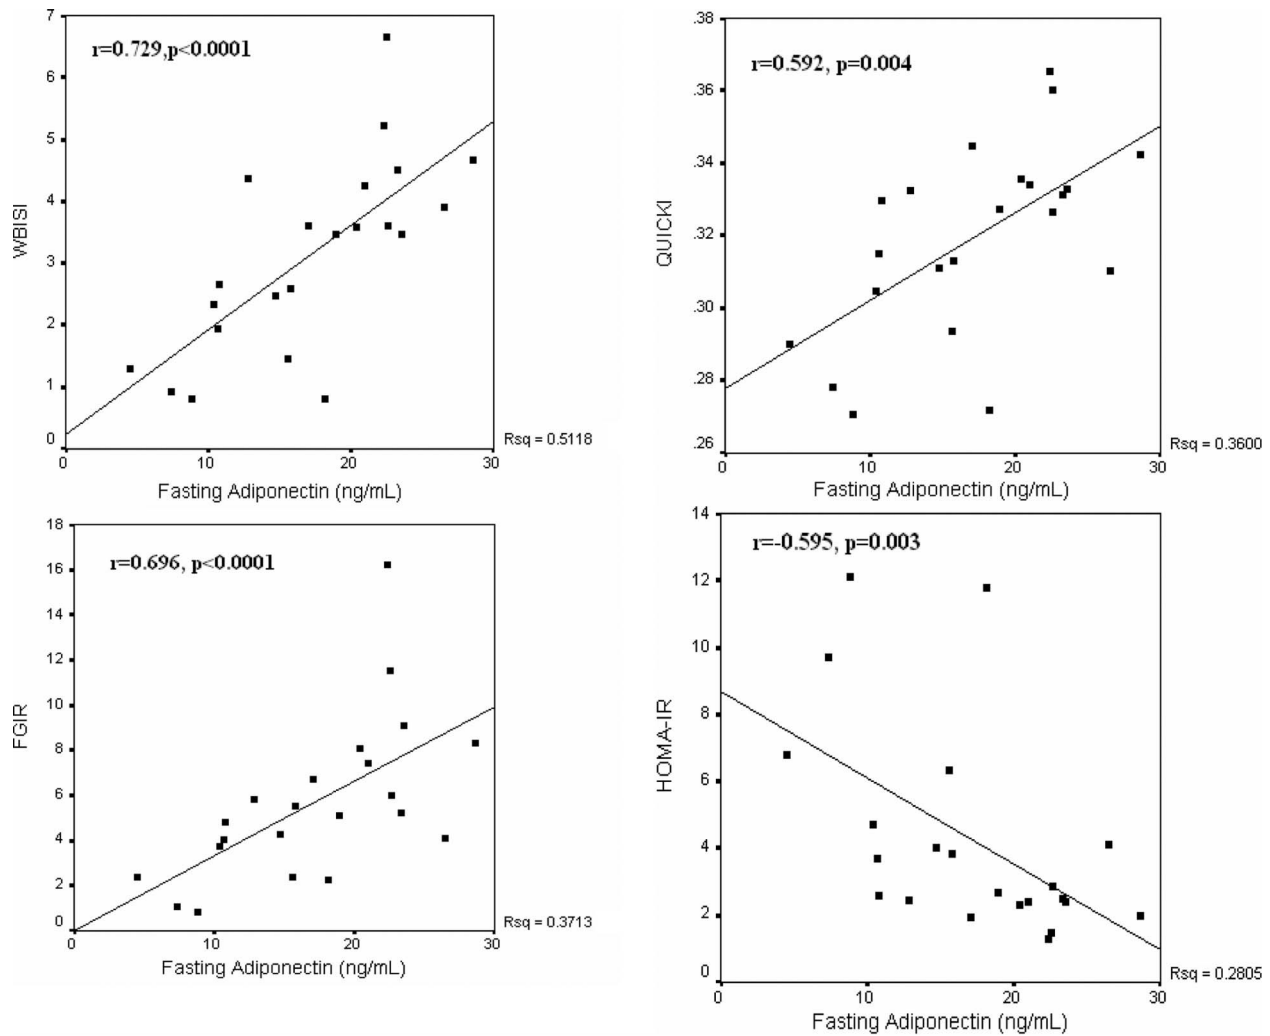 7
r=0.729,p<0.0001
6
5
4
WBISI
3
2
1
0
0 10 20 30
Rsq = 0.5118
Fasting Adiponectin (ng/mL)
.38
r=0.592, p=0.004
.36
.34
QUICKI
.32
.30
.28
.26
0 10 20 30
Rsq = 0.3600
Fasting Adiponectin (ng/mL)
18
r=0.696, p<0.0001
16
14
12
10
FGIR
8
6
4
2
0
0 10 20 30
Rsq = 0.3713
Fasting Adiponectin (ng/mL)
14
r=-0.595, p=0.003
12
10
8
HOMA-IR
6
4
2
0
0 10 20 30
Rsq = 0.2805
Fasting Adiponectin (ng/mL)